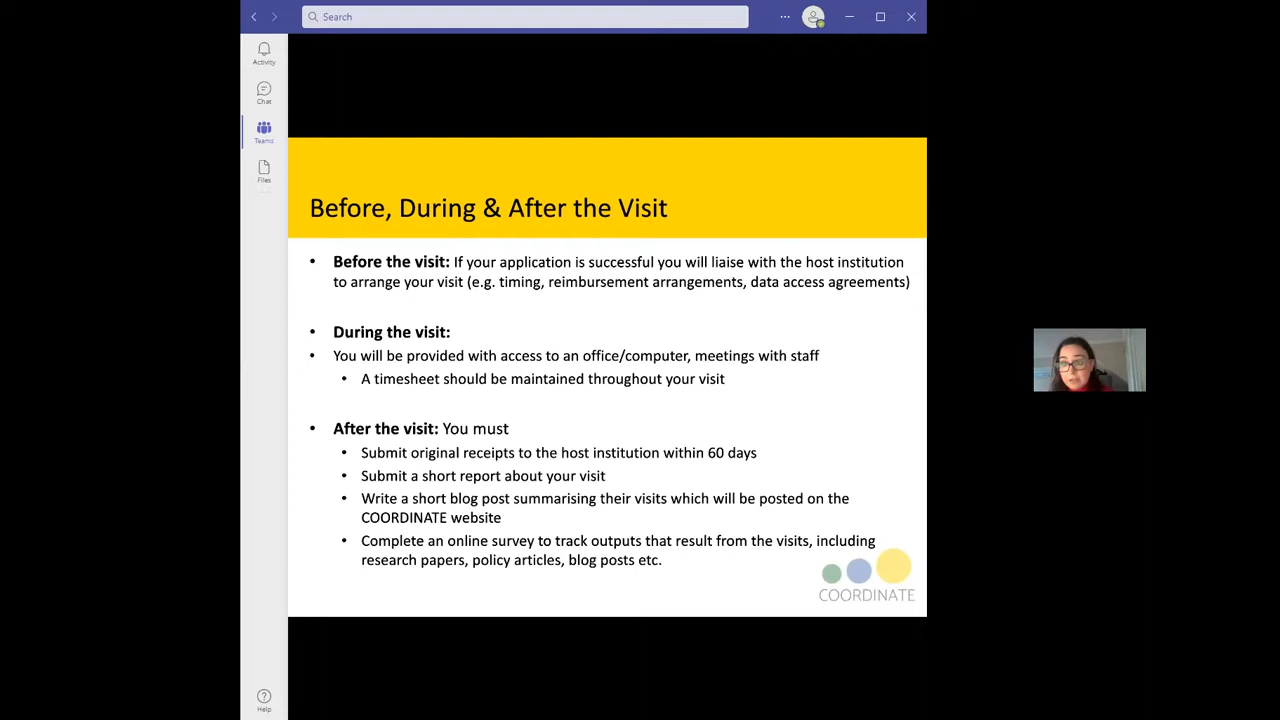 Search
Activity
Chat
Teams
Files
Help
Before, During & After the Visit
• Before the visit: If your application is successful you will liaise with the host institution
to arrange your visit (e.g. timing, reimbursement arrangements, data access agreements)
• During the visit:
• You will be provided with access to an office/computer, meetings with staff
• A timesheet should be maintained throughout your visit
• After the visit: You must
• Submit original receipts to the host institution within 60 days
• Submit a short report about your visit
• Write a short blog post summarising their visits which will be posted on the
COORDINATE website
• Complete an online survey to track outputs that result from the visits, including
research papers, policy articles, blog posts etc.
COORDINATE